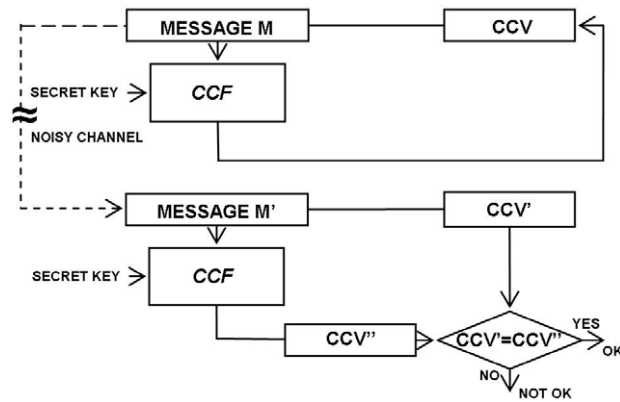 MESSAGE M
CCV
SECRET KEY
CCF
NOISY CHANNEL
MESSAGE M'
CCV'
SECRET KEY
CCF
CCV''
CCV'=CCV''
YES
OK
NO
NOT OK